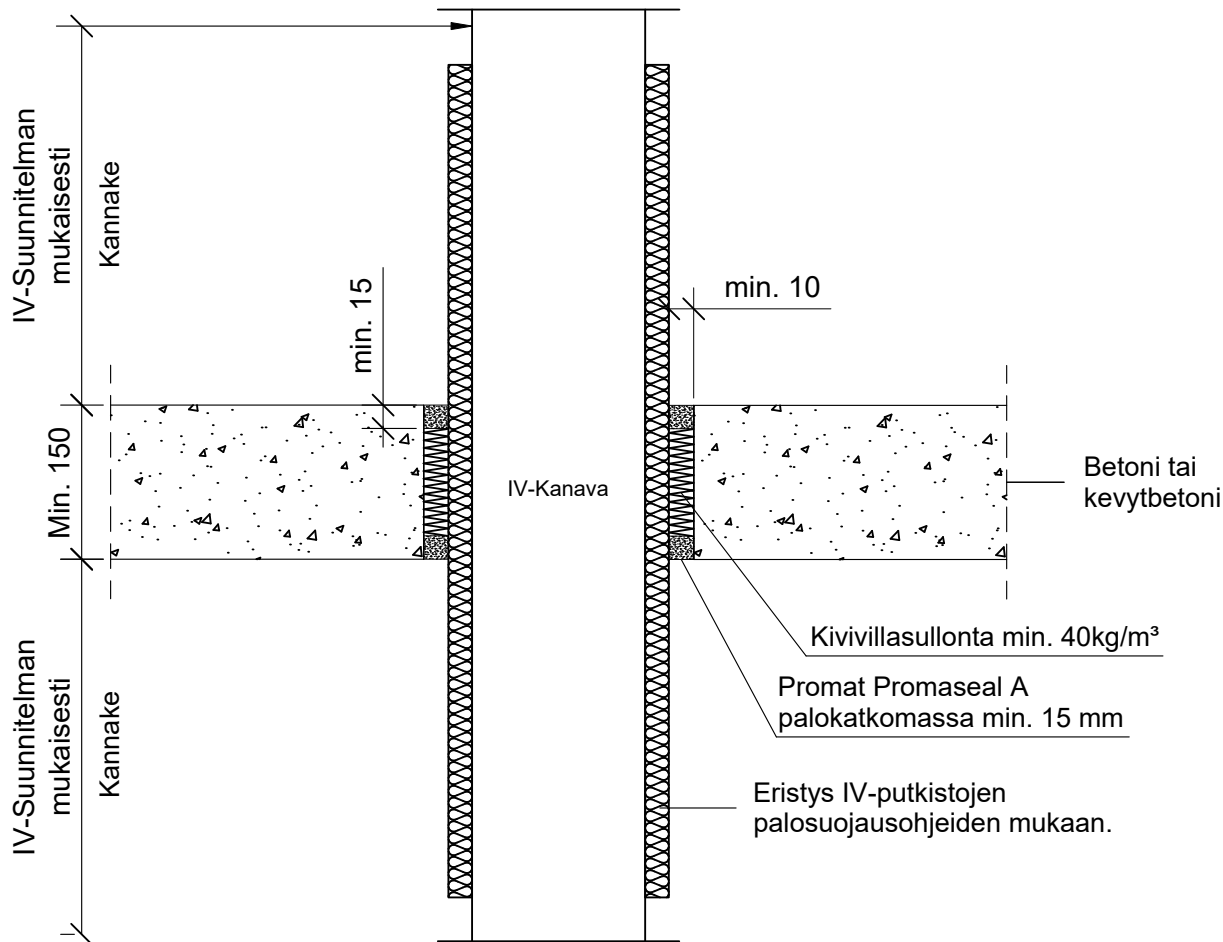 IV-Suunnitelman
mukaisesti
Kannake
min. 15
min. 10
Min. 150
IV-Kanava
Betoni tai
kevytbetoni
Kivivillasullonta min. 40kg/m³
Promat Promaseal A
palokatkomassa min. 15 mm
IV-Suunnitelman
mukaisesti
Kannake
Eristys IV-putkistojen
palosuojausohjeiden mukaan.